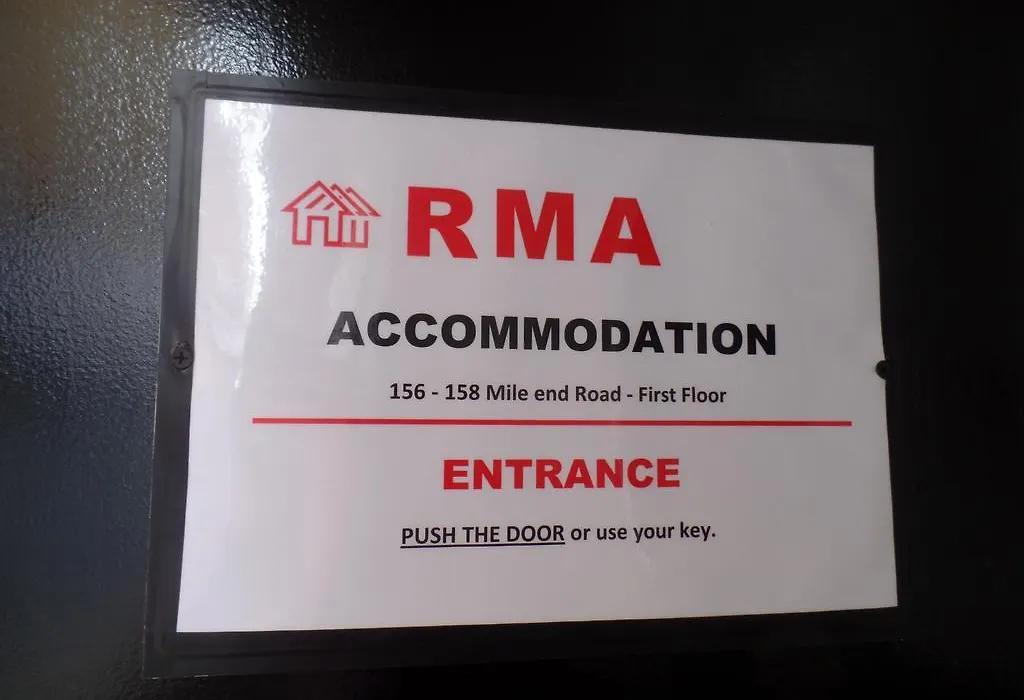 RMA
ACCOMMODATION
156 - 158 Mile end Road - First Floor
ENTRANCE
PUSH THE DOOR or use your key.